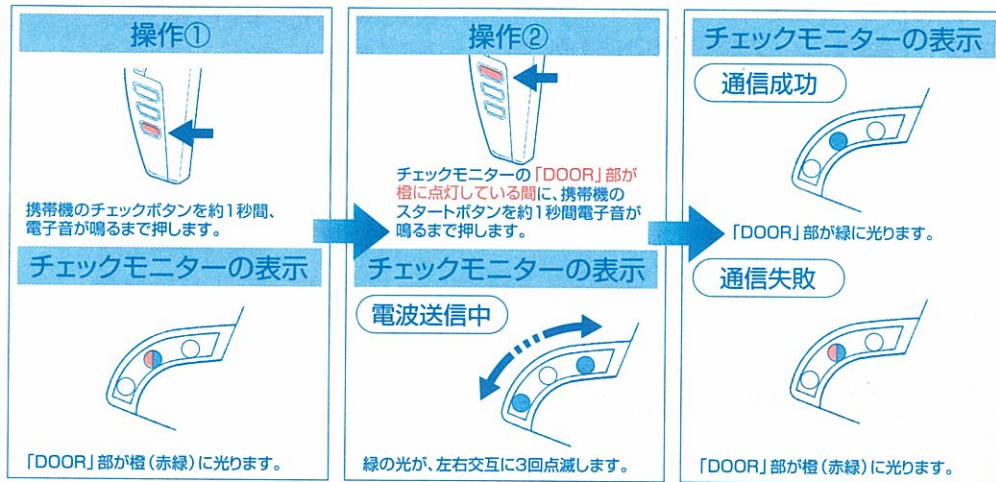 操作①
携帯機のチェックボタンを約1秒間、
電子音が鳴るまで押します。
チェックモニターの表示
「DOOR」部が橙(赤緑)に光ります。
操作②
チェックモニターの「DOOR」部が
橙に点灯している間に、携帯機の
スタートボタンを約1秒間電子音が
鳴るまで押します。
チェックモニターの表示
電波送信中
緑の光が、左右交互に3回点滅します。
チェックモニターの表示
通信成功
「DOOR」部が緑に光ります。
通信失敗
「DOOR」部が橙(赤緑)に光ります。